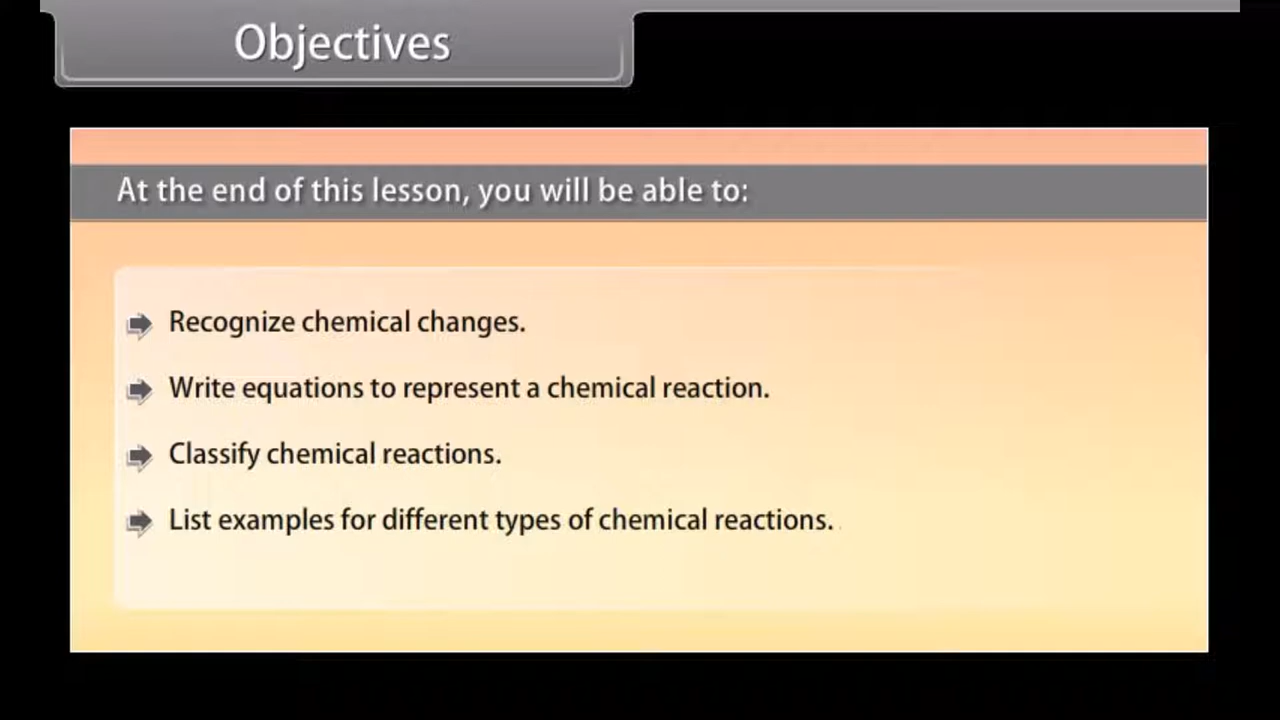 Objectives
At the end of this lesson, you will be able to:
Recognize chemical changes.
Write equations to represent a chemical reaction.
Classify chemical reactions.
List examples for different types of chemical reactions.